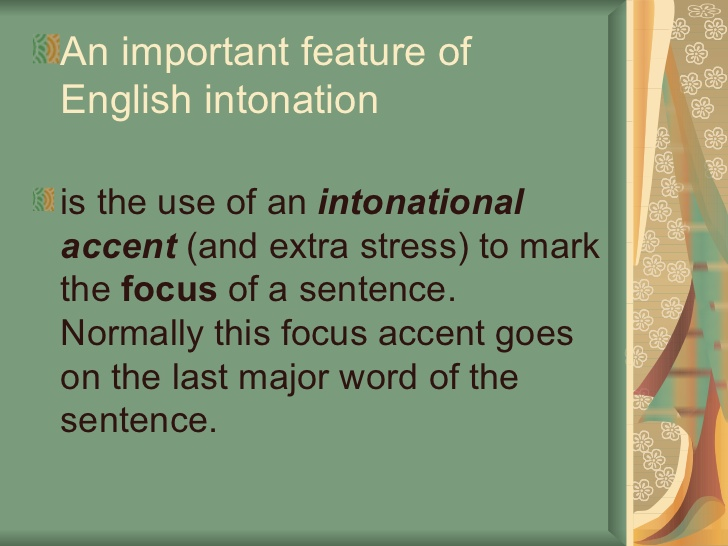 An important feature of
English intonation
is the use of an intonational
accent (and extra stress) to mark
the focus of a sentence.
Normally this focus accent goes
on the last major word of the
sentence.